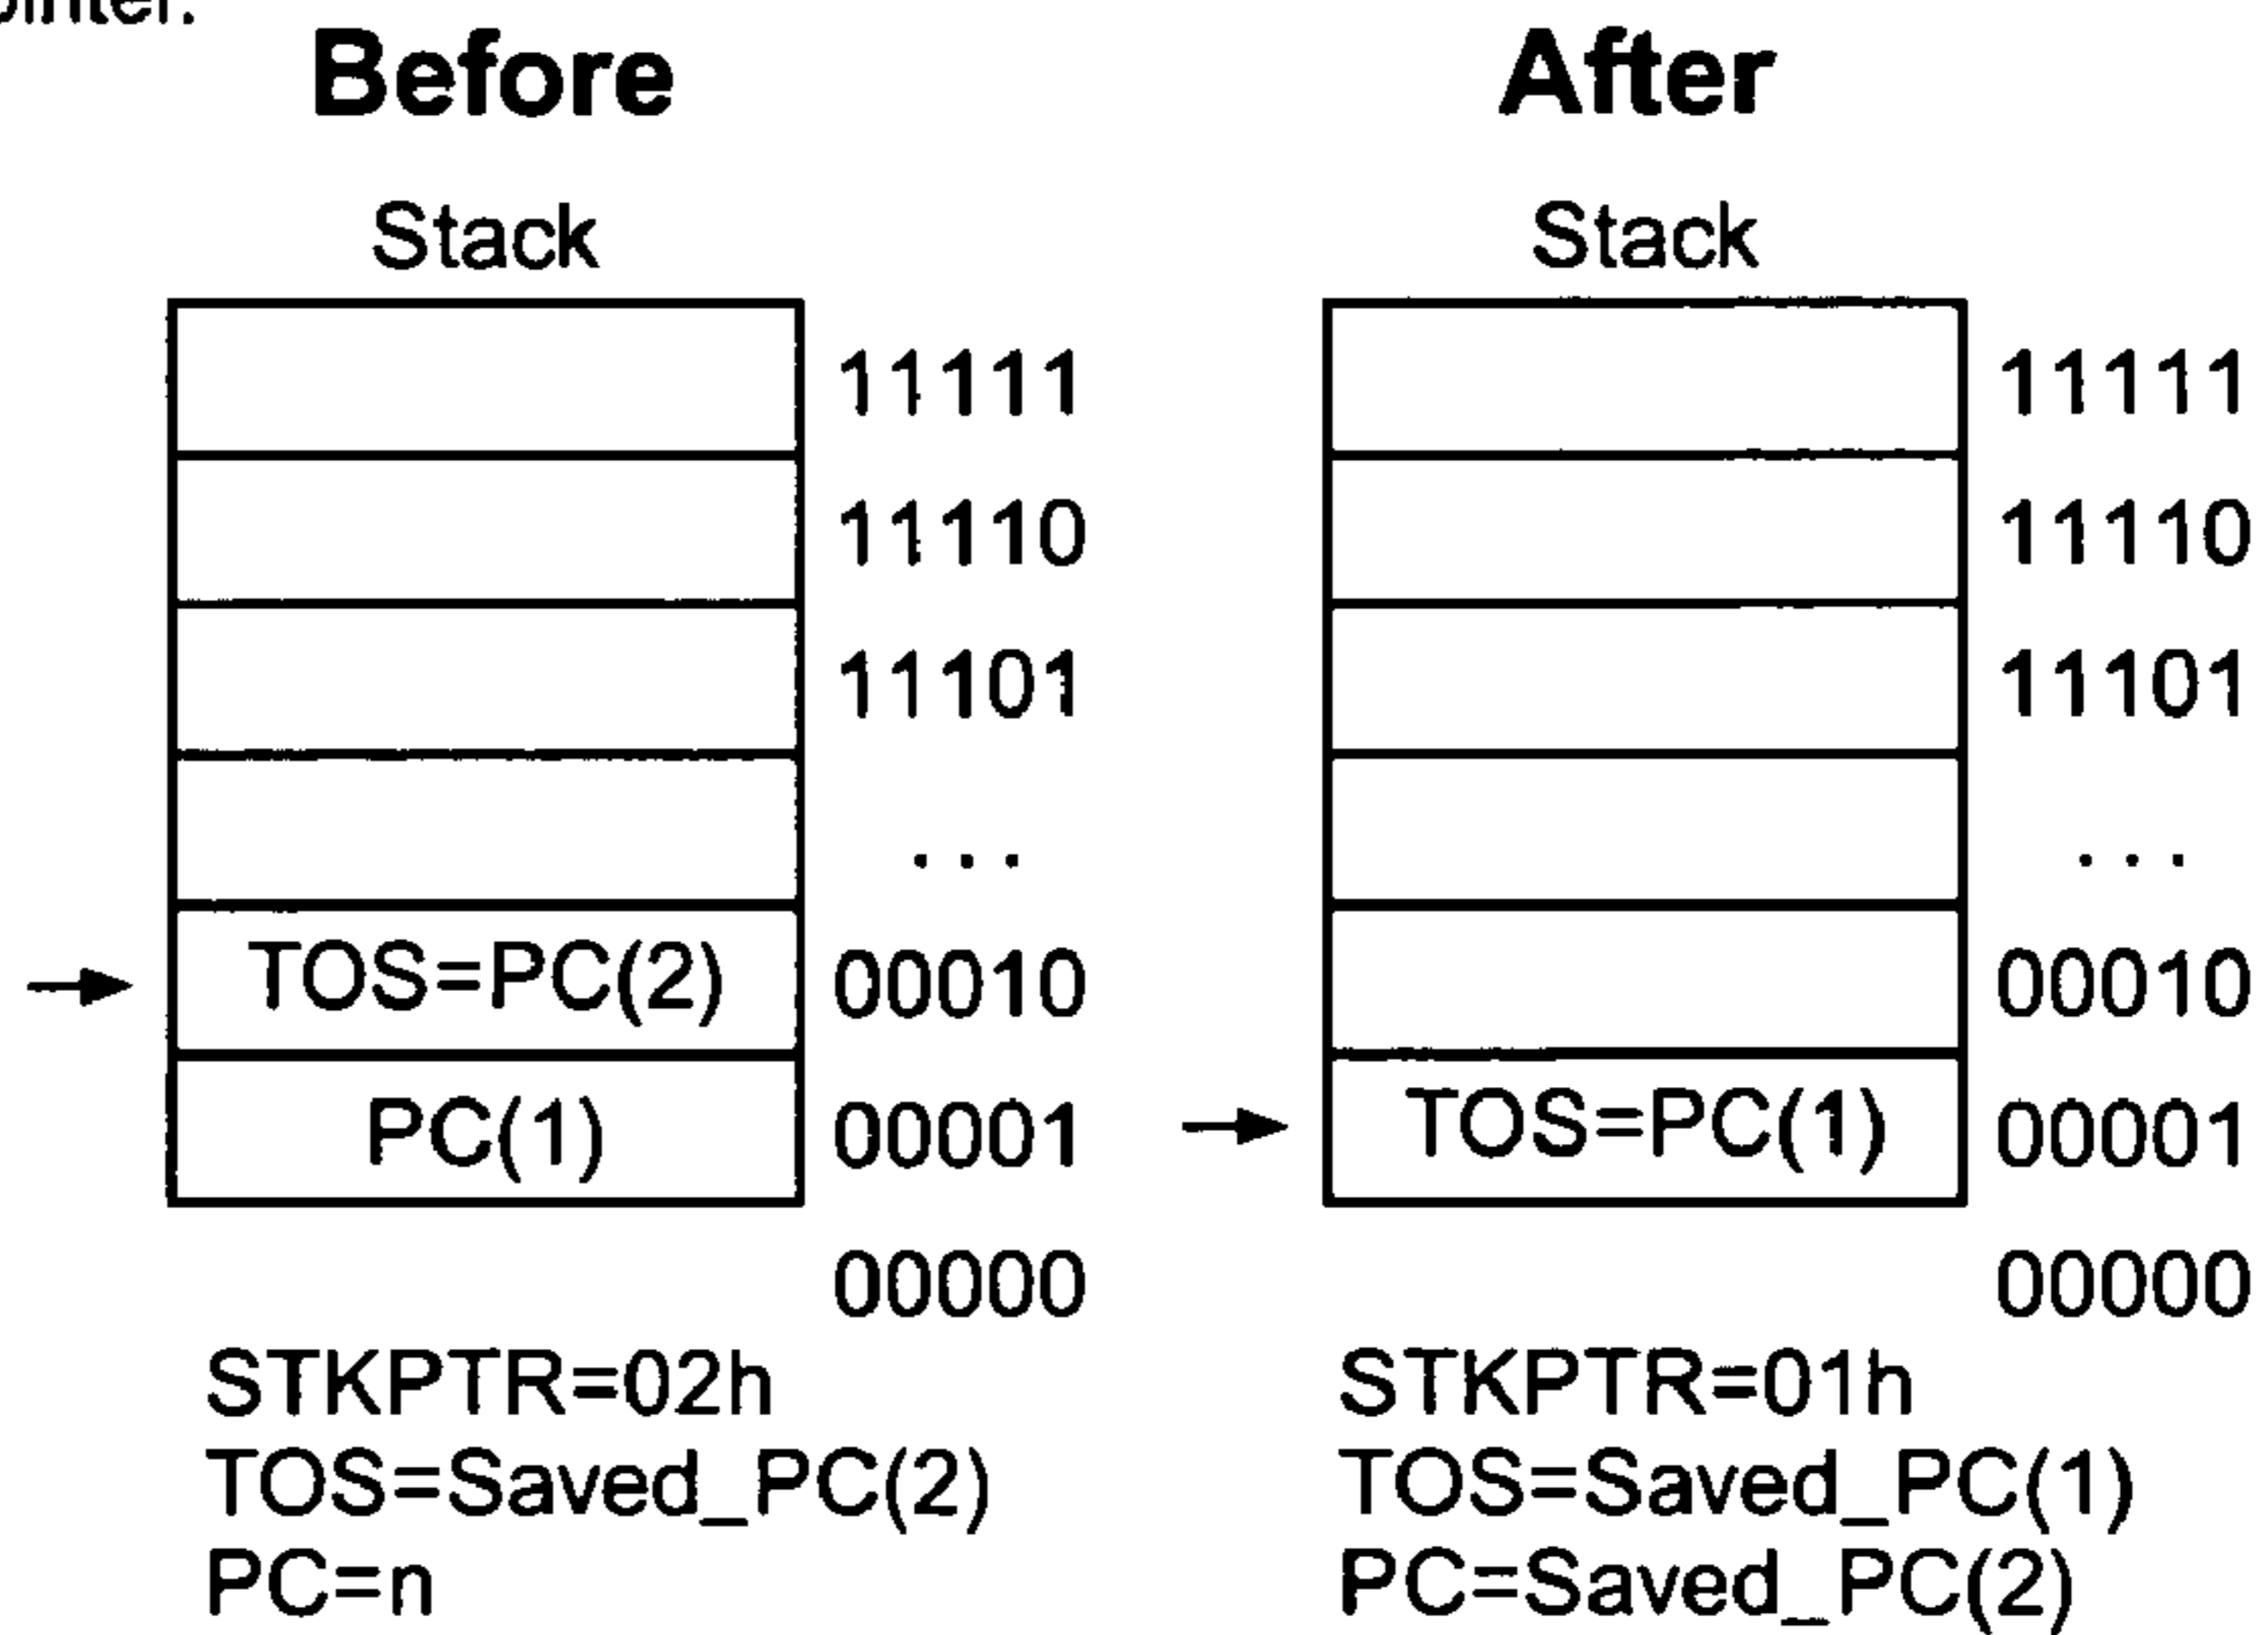 Before After
Stack Stack
11111 11111
11110 11110
11101 11101
... ...
TOS=PC(2) 00010 00010
PC(1) 00001 TOS=PC(1) 00001
00000 00000
STKPTR=02h STKPTR=01h
TOS=Saved_PC(2) TOS=Saved_PC(1)
PC=n PC=Saved_PC(2)